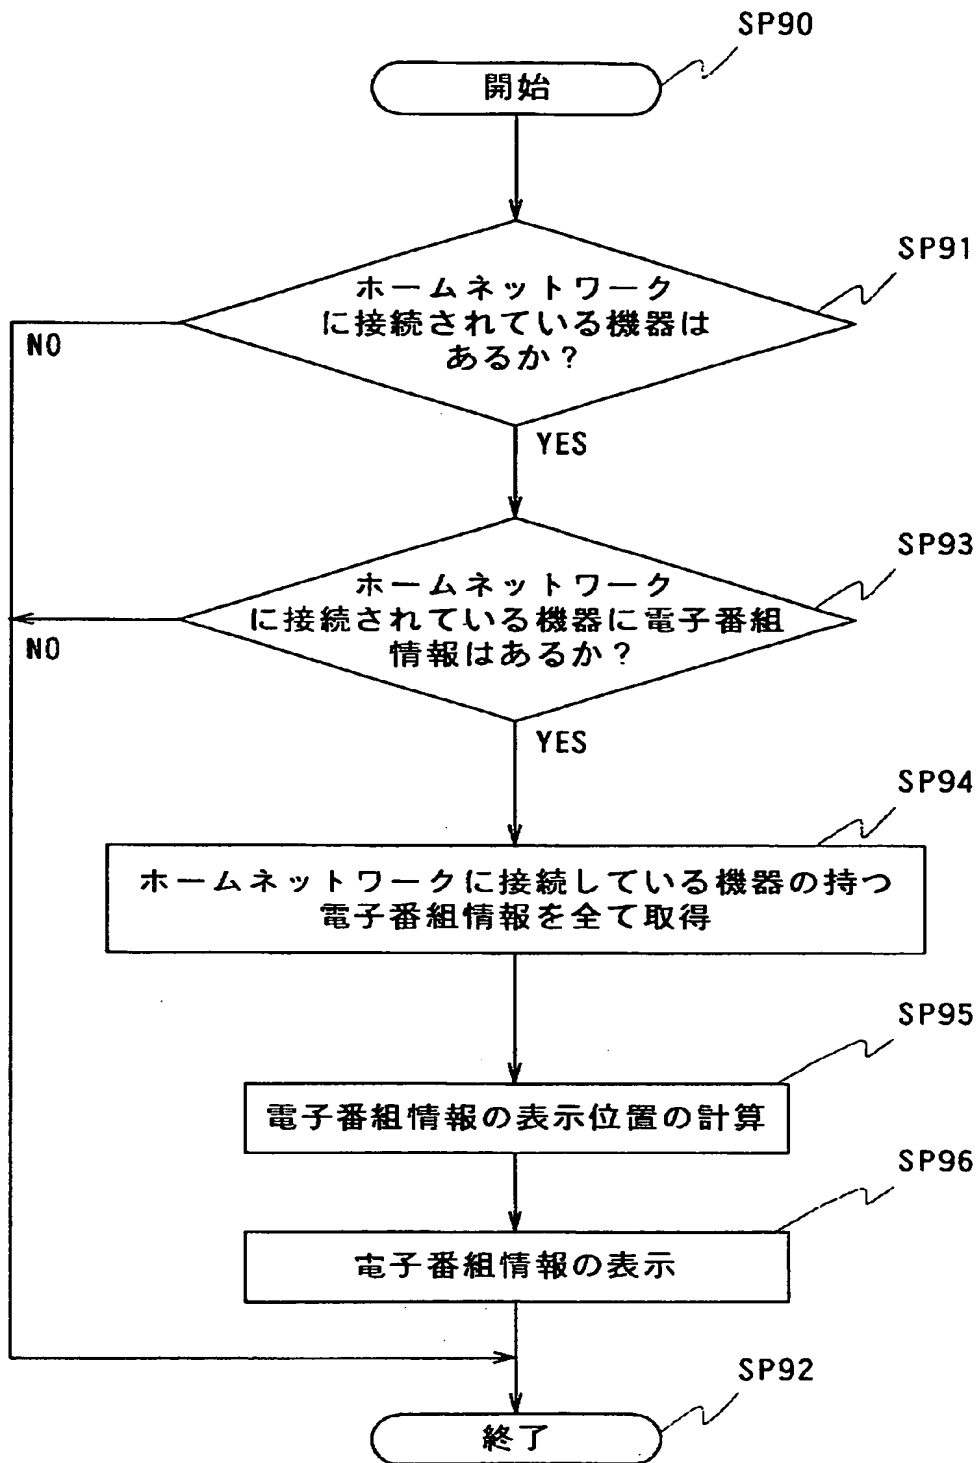 SP90
開始
SP91
ホームネットワーク
に接続されている機器は
あるか？
NO
YES
SP93
ホームネットワーク
に接続されている機器に電子番組
情報はあるか？
NO
YES
SP94
ホームネットワークに接続している機器の持つ
電子番組情報を全て取得
SP95
電子番組情報の表示位置の計算
SP96
電子番組情報の表示
SP92
終了